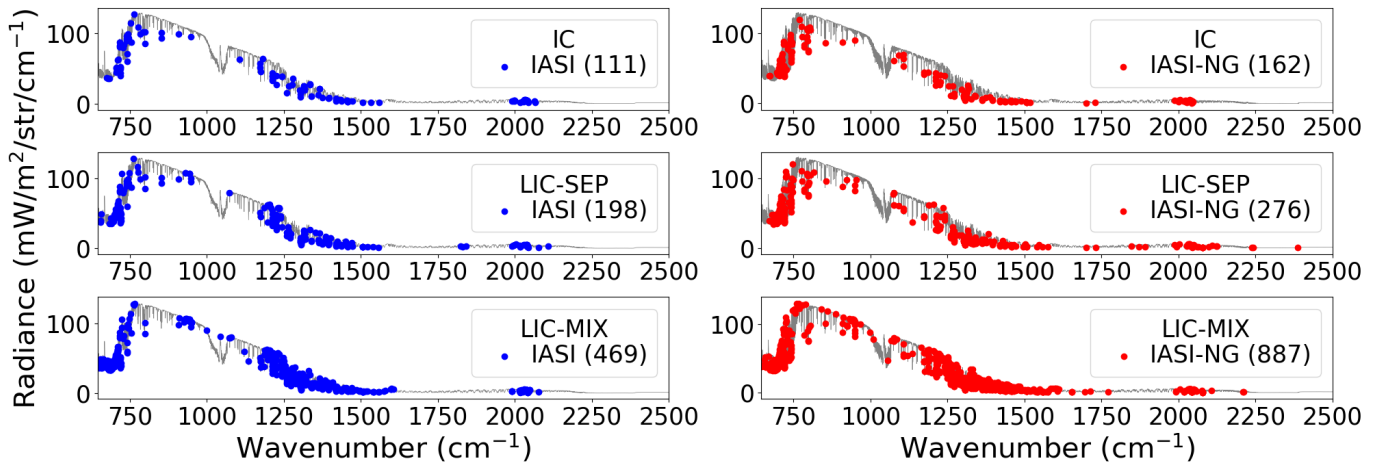 Radiance (mW/m²/str/cm⁻¹)
100
0
IC
IASI (111)
750 1000 1250 1500 1750 2000 2250 2500
100
0
IC
IASI-NG (162)
750 1000 1250 1500 1750 2000 2250 2500
100
0
LIC-SEP
IASI (198)
750 1000 1250 1500 1750 2000 2250 2500
100
0
LIC-SEP
IASI-NG (276)
750 1000 1250 1500 1750 2000 2250 2500
100
0
LIC-MIX
IASI (469)
750 1000 1250 1500 1750 2000 2250 2500
Wavenumber (cm⁻¹)
100
0
LIC-MIX
IASI-NG (887)
750 1000 1250 1500 1750 2000 2250 2500
Wavenumber (cm⁻¹)